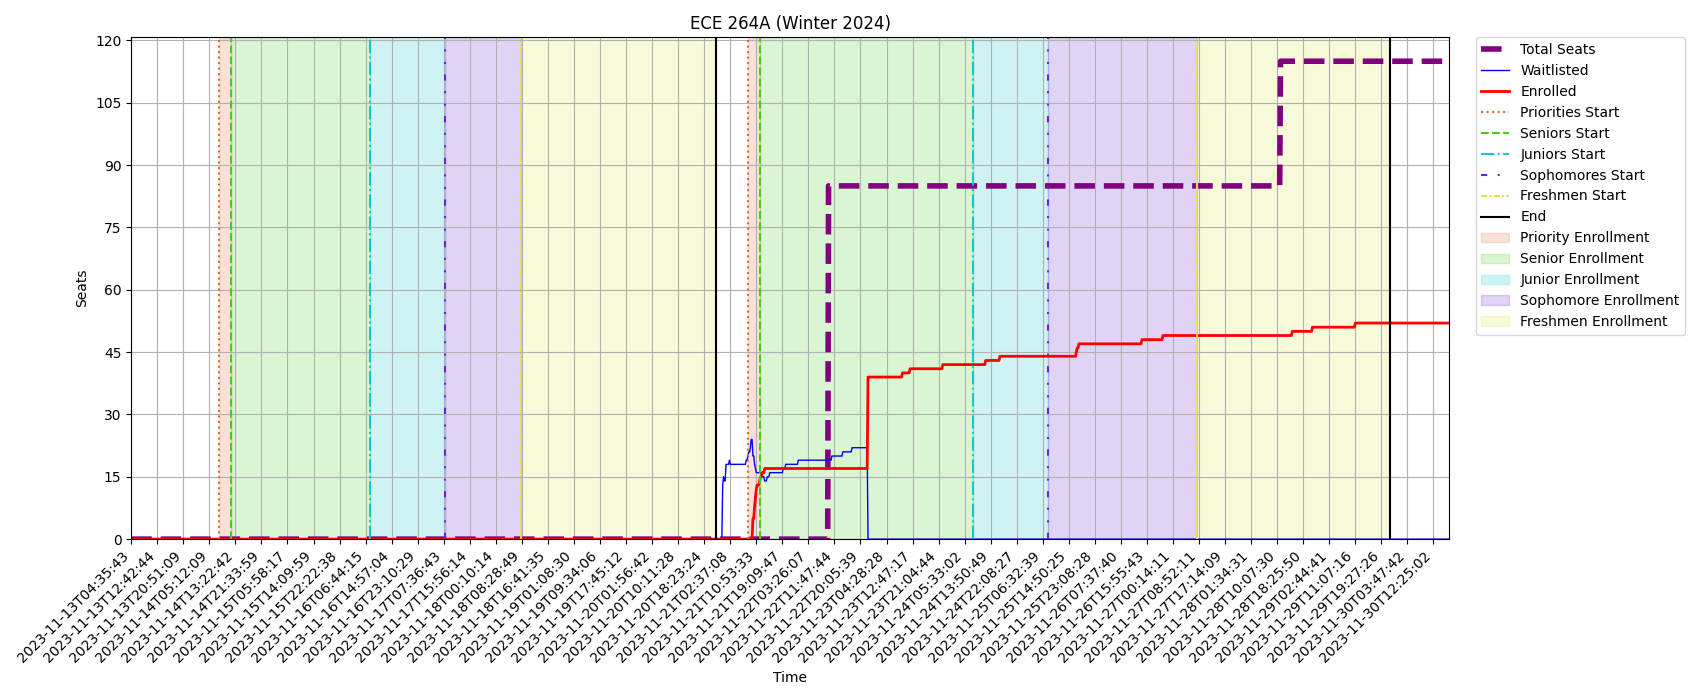 ECE 264A (Winter 2024)
120
105
90
75
60
45
30
15
0
Seats
2023-11-13T04:35:43
2023-11-13T12:42:44
2023-11-13T20:51:09
2023-11-14T05:12:09
2023-11-14T13:22:42
2023-11-14T21:33:59
2023-11-15T05:58:17
2023-11-15T14:09:59
2023-11-15T22:22:38
2023-11-16T06:44:15
2023-11-16T14:57:04
2023-11-16T23:10:29
2023-11-17T07:36:43
2023-11-17T15:56:14
2023-11-18T00:10:14
2023-11-18T08:28:49
2023-11-18T16:41:35
2023-11-19T01:08:30
2023-11-19T09:34:06
2023-11-19T17:45:12
2023-11-20T01:56:42
2023-11-20T10:11:28
2023-11-20T18:23:24
2023-11-21T02:37:08
2023-11-21T10:53:33
2023-11-21T19:09:47
2023-11-22T03:26:07
2023-11-22T11:47:44
2023-11-22T20:05:39
2023-11-23T04:28:28
2023-11-23T12:47:17
2023-11-23T21:04:44
2023-11-24T05:33:02
2023-11-24T13:50:49
2023-11-24T22:08:27
2023-11-25T06:32:39
2023-11-25T14:50:25
2023-11-25T23:08:28
2023-11-26T07:37:40
2023-11-26T15:55:43
2023-11-27T00:14:11
2023-11-27T08:52:11
2023-11-27T17:14:09
2023-11-28T01:34:31
2023-11-28T10:07:30
2023-11-28T18:25:50
2023-11-29T02:44:41
2023-11-29T11:07:16
2023-11-29T19:27:26
2023-11-30T03:47:42
2023-11-30T12:25:02
Time
Total Seats
Waitlisted
Enrolled
Priorities Start
Seniors Start
Juniors Start
Sophomores Start
Freshmen Start
End
Priority Enrollment
Senior Enrollment
Junior Enrollment
Sophomore Enrollment
Freshmen Enrollment